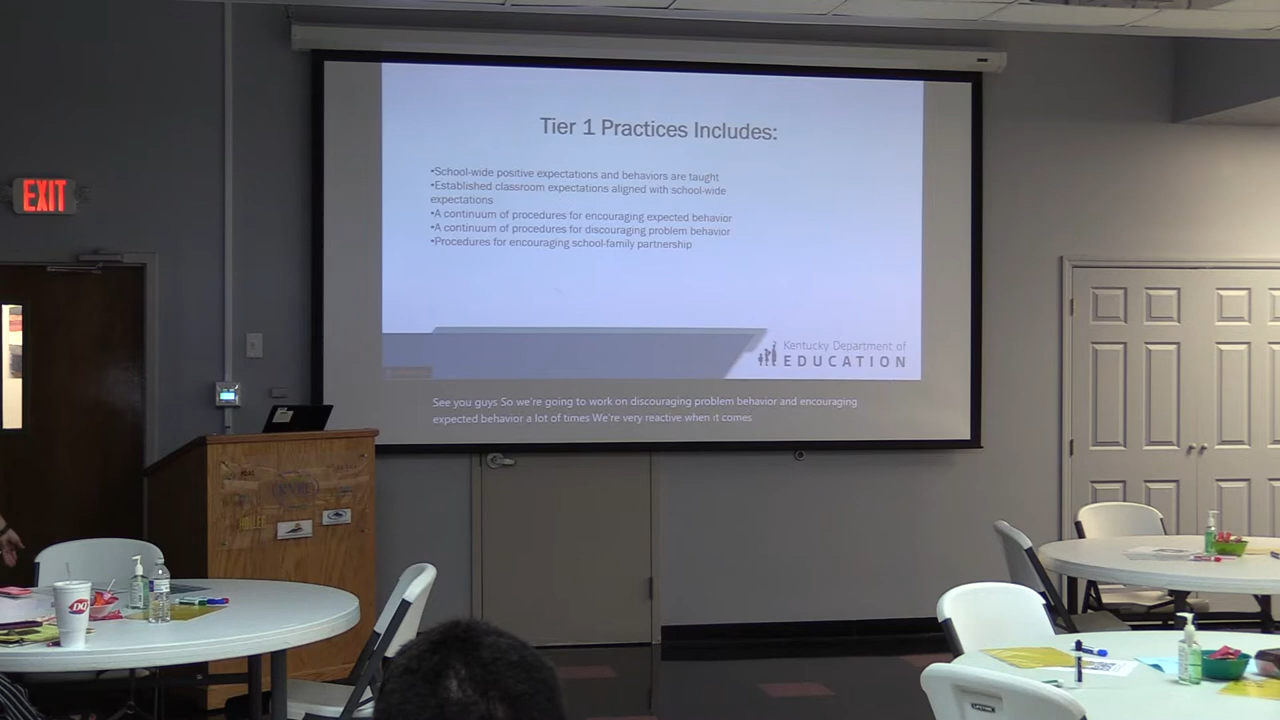 Tier 1 Practices Includes:
•School-wide positive expectations and behaviors are taught
•Established classroom expectations aligned with school-wide
expectations
•A continuum of procedures for encouraging expected behavior
•A continuum of procedures for discouraging problem behavior
•Procedures for encouraging school-family partnership
EXIT
Kentucky Department of
EDUCATION
See you guys So we're going to work on discouraging problem behavior and encouraging
expected behavior a lot of times We're very reactive when it comes
DQ